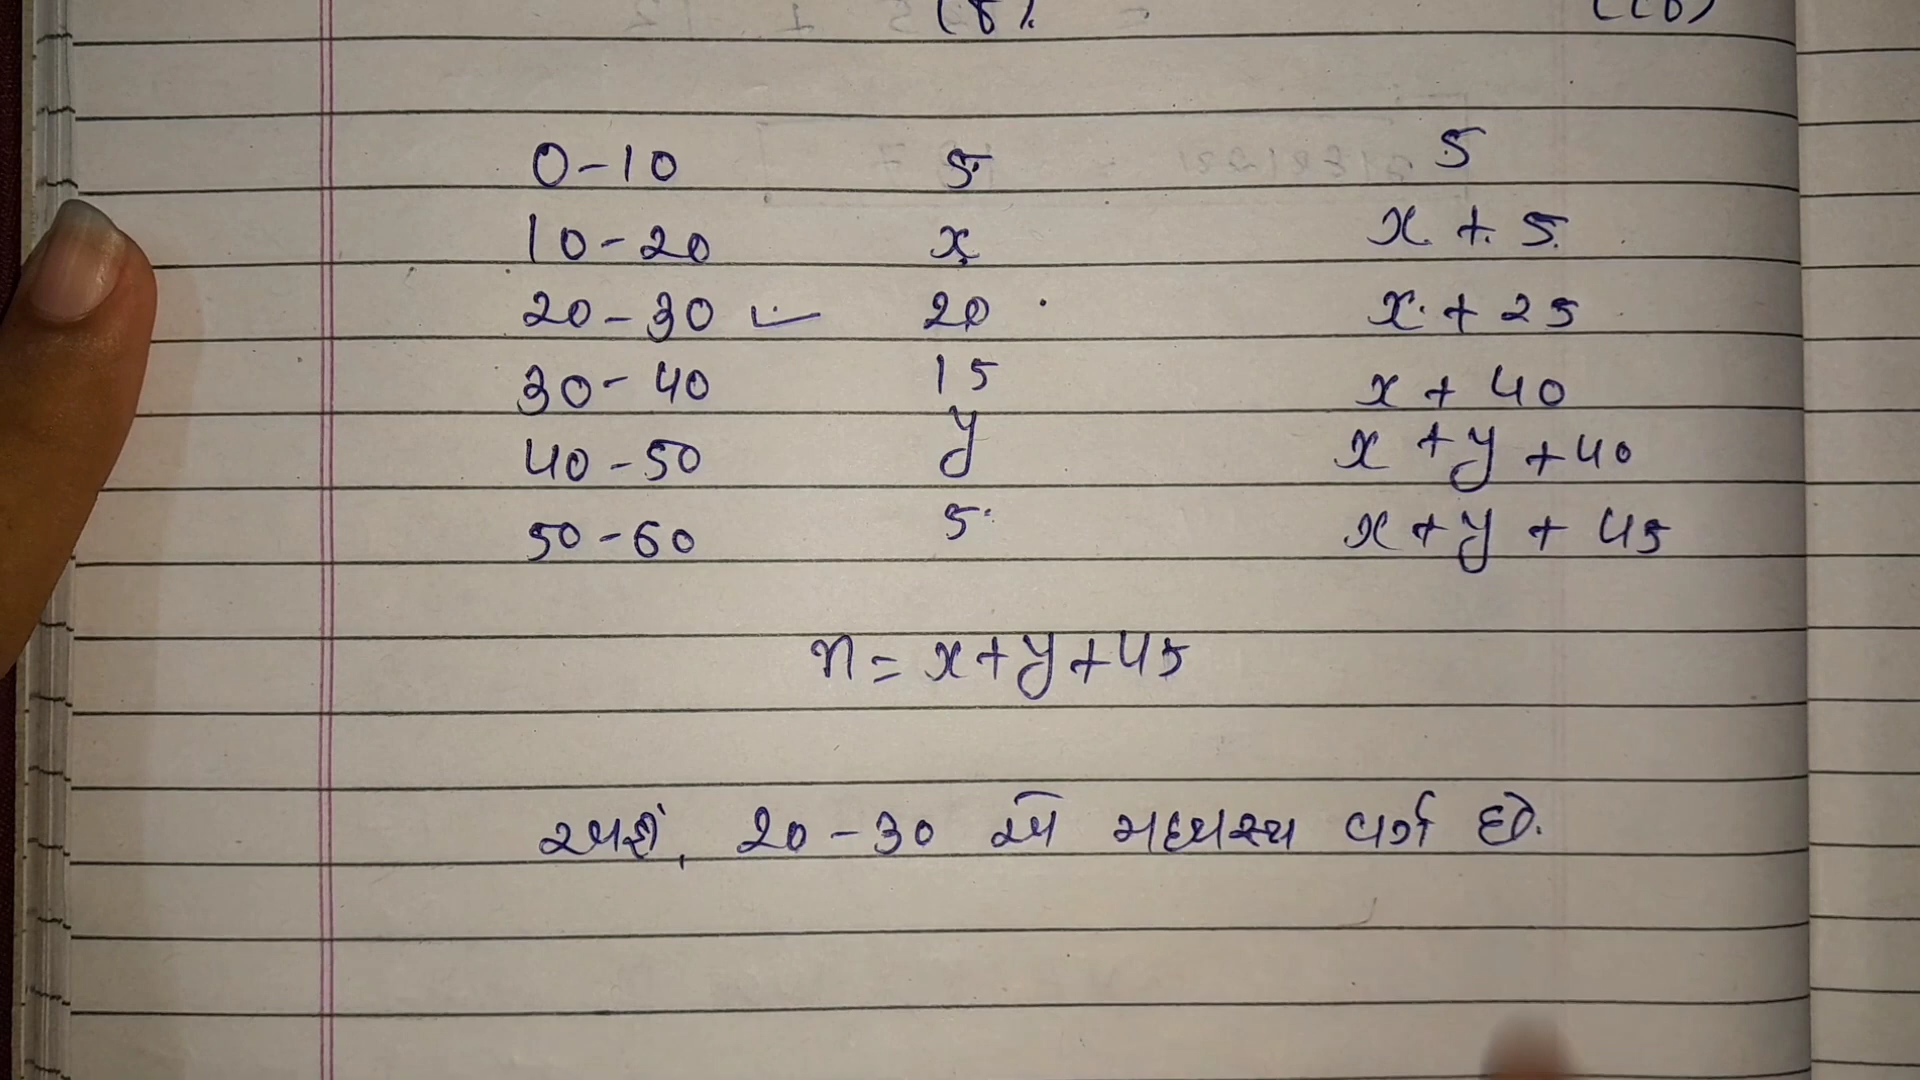 (f)
(cf)
0-10 5 5
10-20 x x + 5
20-30 ✓ 20 x + 25
30-40 15 x + 40
40-50 y x + y + 40
50-60 5 x + y + 45
n = x + y + 45
અહીં, 20-30 એ મધ્યસ્થ વર્ગ છે.